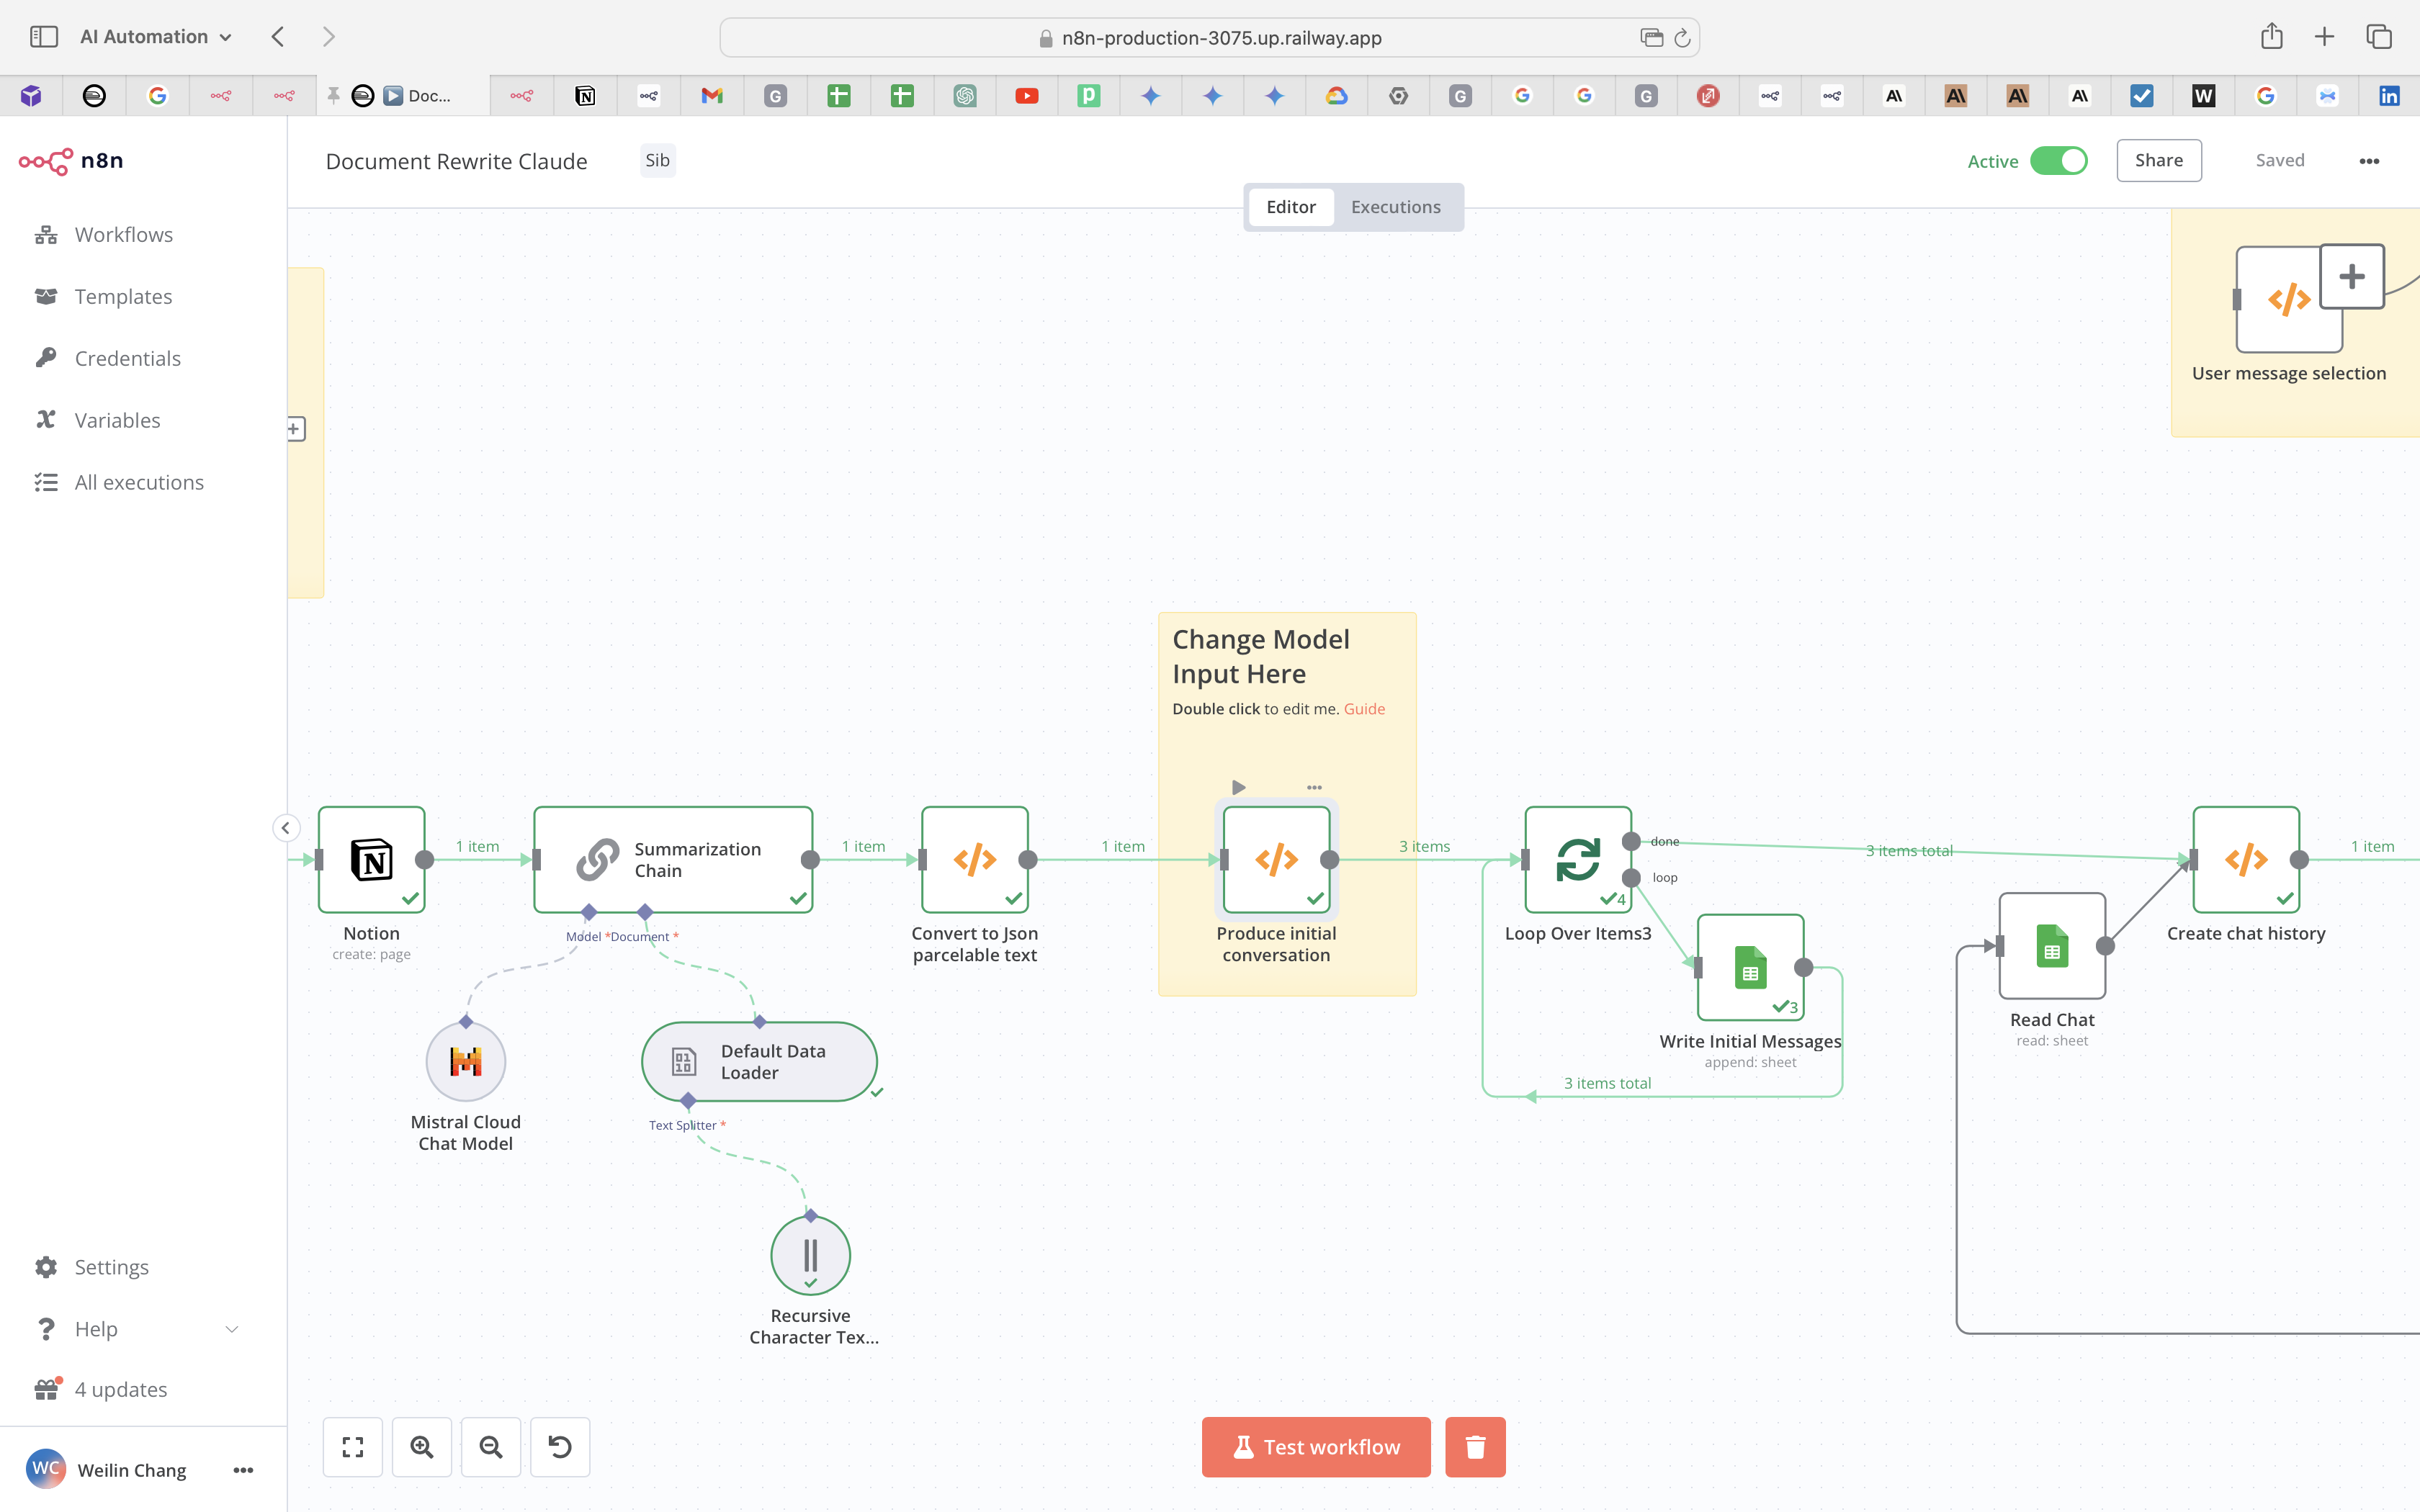 AI Automation
n8n-production-3075.up.railway.app
Doc...
n8n
Document Rewrite Claude
Sib
Active
Share
Saved
Editor
Executions
Workflows
Templates
Credentials
Variables
All executions
User message selection
Change Model
Input Here
Double click to edit me. Guide
1 item
1 item
1 item
3 items
3 items total
1 item
Notion
create: page
Summarization
Chain
Model *
Document *
Convert to Json
parcelable text
Produce initial
conversation
done
loop
4
Loop Over Items3
3
Write Initial Messages
append: sheet
3 items total
Read Chat
read: sheet
Create chat history
Mistral Cloud
Chat Model
Default Data
Loader
Text Splitter *
Recursive
Character Tex...
Settings
Help
4 updates
WC
Weilin Chang
Test workflow